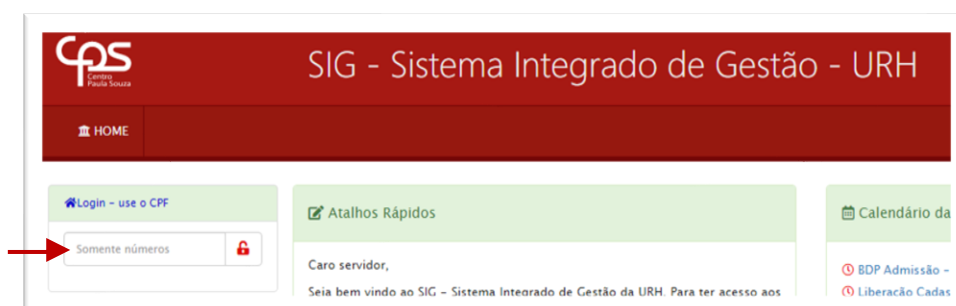 CPS
Centro
Paula Souza
SIG - Sistema Integrado de Gestão - URH
HOME
Login - use o CPF
Somente números
Atalhos Rápidos
Caro servidor,
Seja bem vindo ao SIG - Sistema Integrado de Gestão da URH. Para ter acesso aos
Calendário da
BDP Admissão -
Liberação Cadas